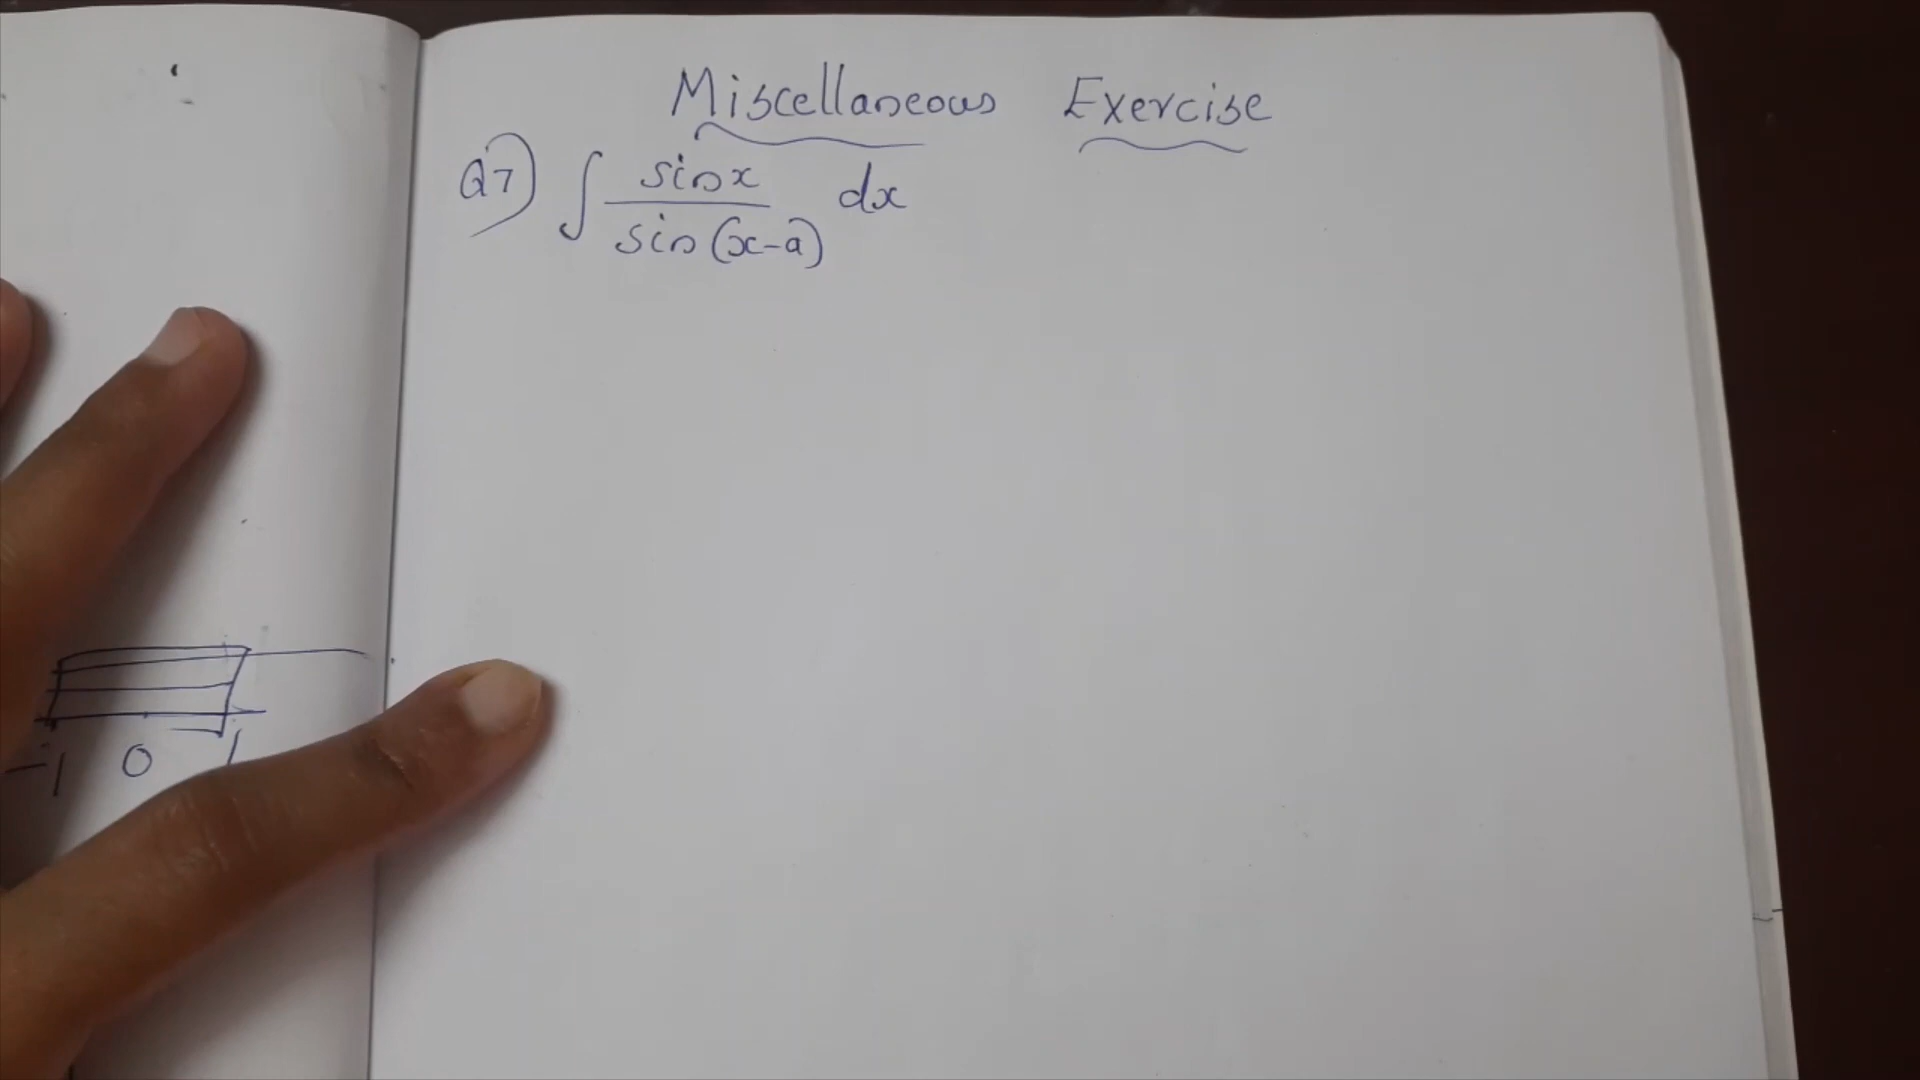 Miscellaneous Exercise
Q7) ∫ sinx / sin(x-a) dx
-1 0 1